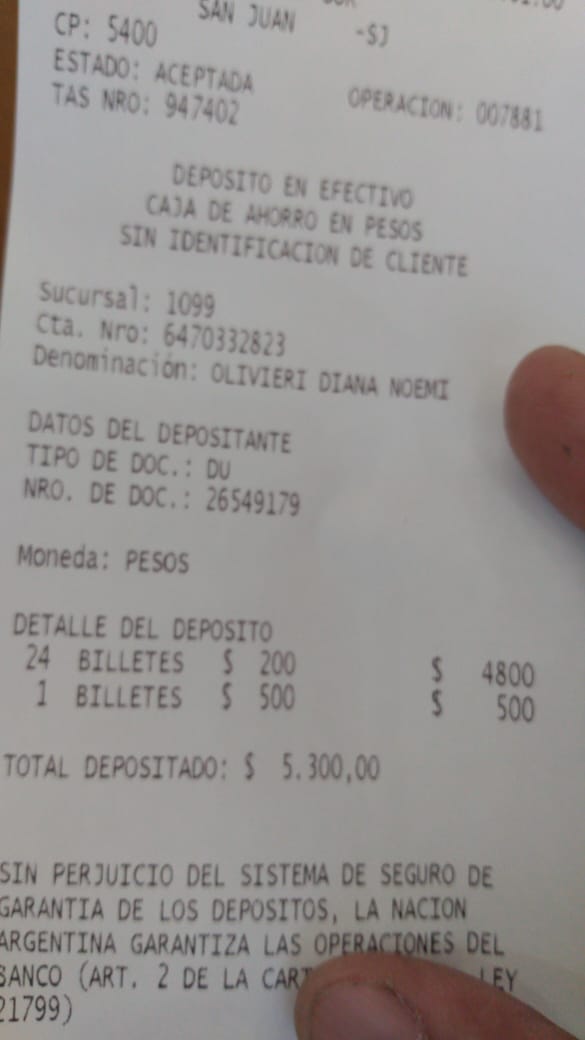 SAN JUAN -SJ
CP: 5400
ESTADO: ACEPTADA
TAS NRO: 947402 OPERACION: 007881
DEPOSITO EN EFECTIVO
CAJA DE AHORRO EN PESOS
SIN IDENTIFICACION DE CLIENTE
Sucursal: 1099
Cta. Nro: 6470332823
Denominación: OLIVIERI DIANA NOEMI
DATOS DEL DEPOSITANTE
TIPO DE DOC.: DU
NRO. DE DOC.: 26549179
Moneda: PESOS
DETALLE DEL DEPOSITO
24 BILLETES $ 200 $ 4800
1 BILLETES $ 500 $ 500
TOTAL DEPOSITADO: $ 5.300,00
SIN PERJUICIO DEL SISTEMA DE SEGURO DE
GARANTIA DE LOS DEPOSITOS, LA NACION
ARGENTINA GARANTIZA LAS OPERACIONES DEL
BANCO (ART. 2 DE LA CART LEY
21799)